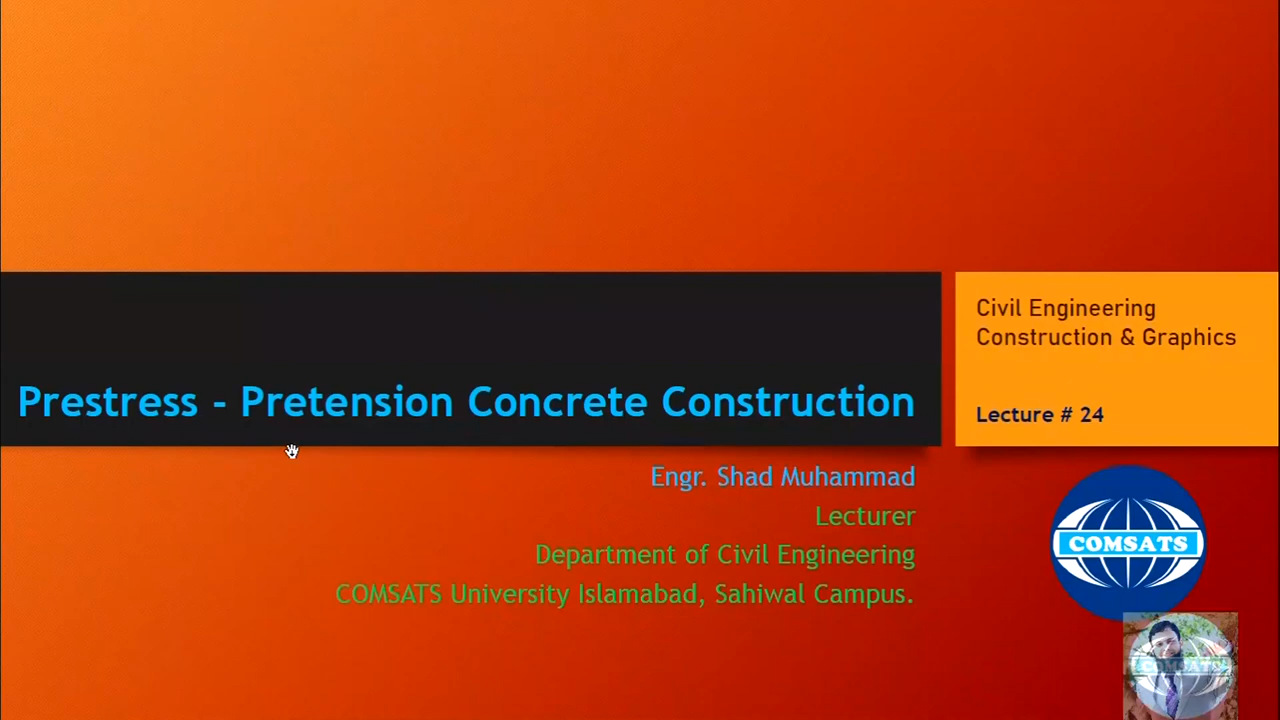 Prestress - Pretension Concrete Construction
Civil Engineering
Construction & Graphics
Lecture # 24
Engr. Shad Muhammad
Lecturer
Department of Civil Engineering
COMSATS University Islamabad, Sahiwal Campus.
COMSATS
COMSATS